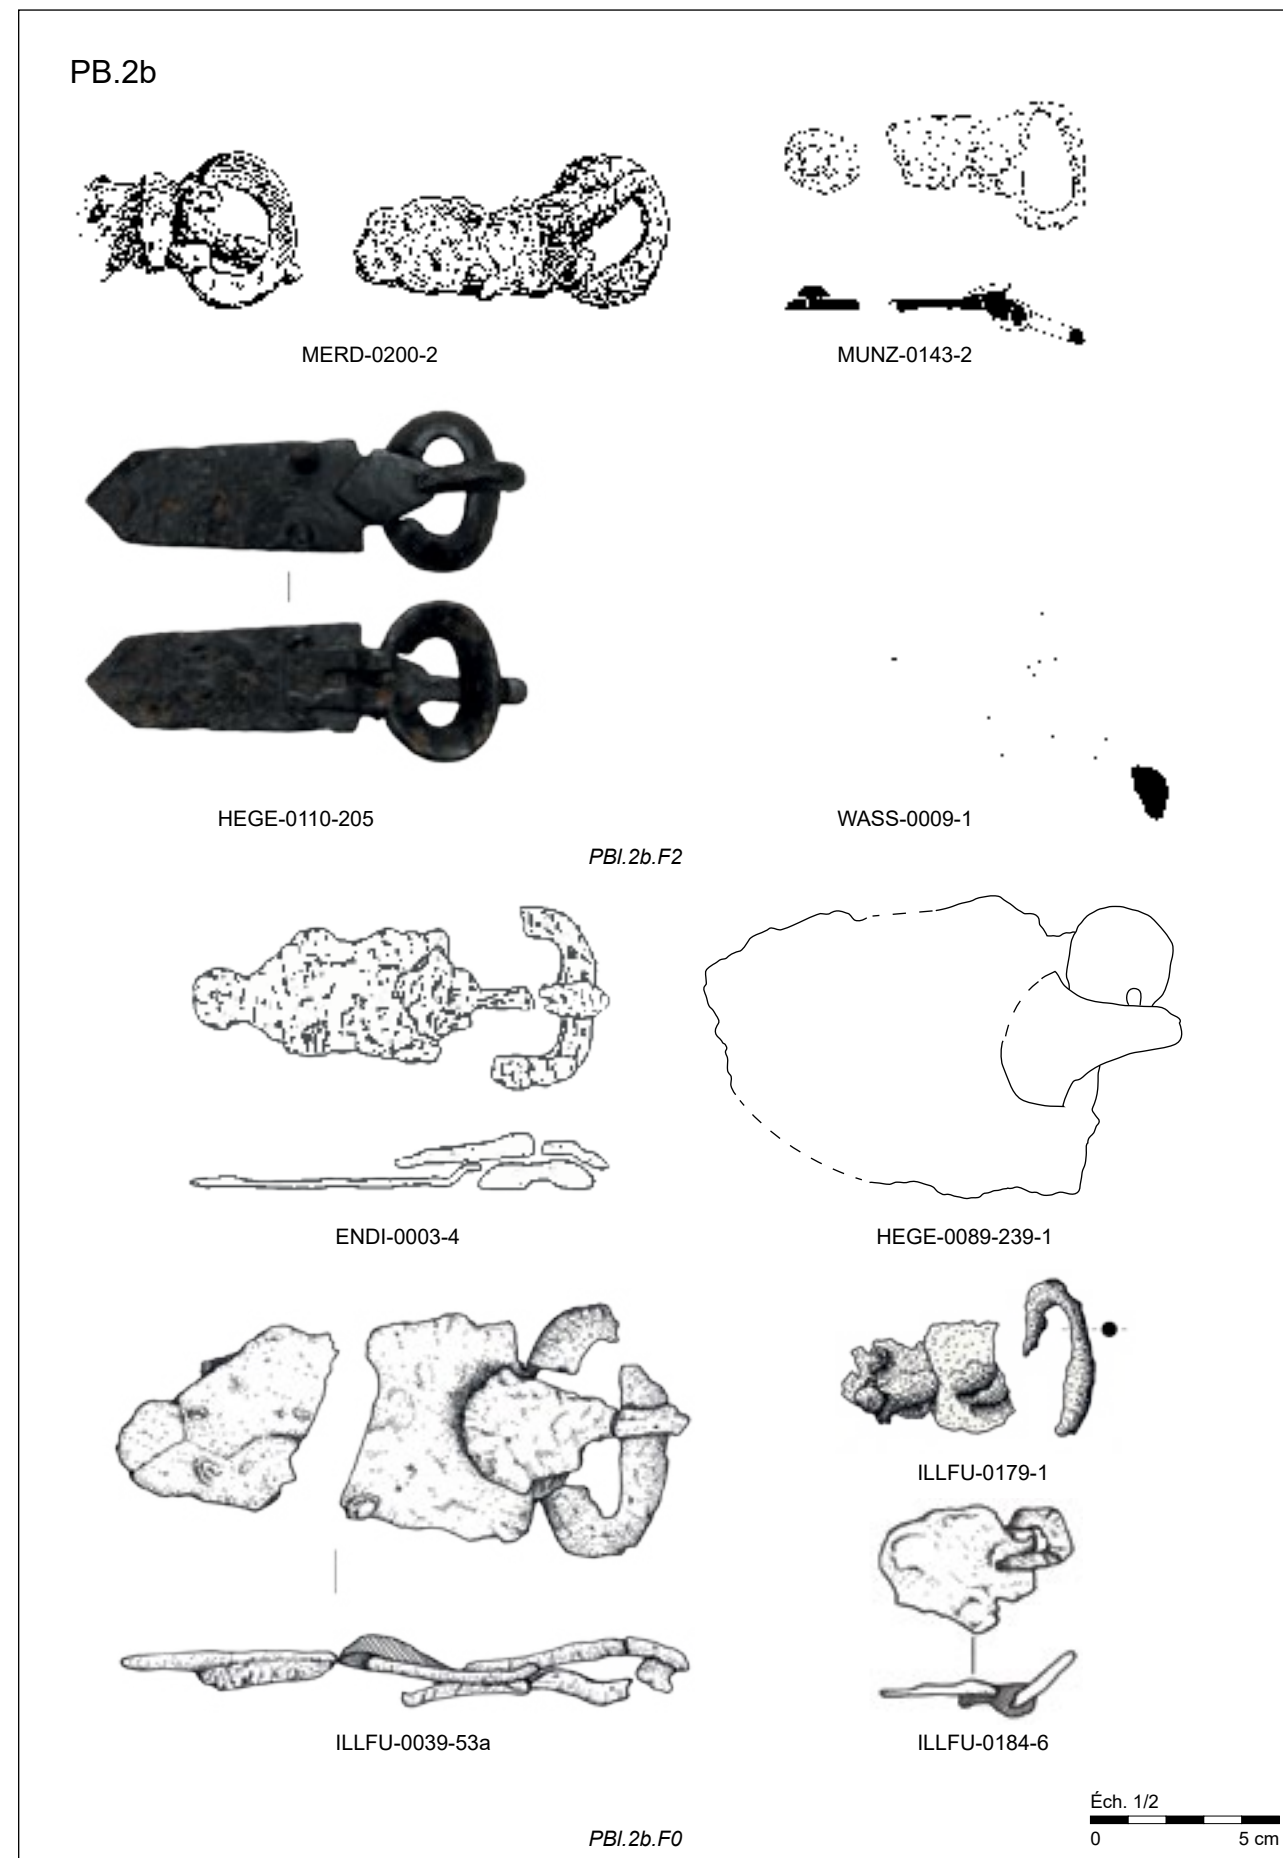 PB.2b
MERD-0200-2
MUNZ-0143-2
HEGE-0110-205
WASS-0009-1
PBl.2b.F2
ENDI-0003-4
HEGE-0089-239-1
ILLFU-0179-1
ILLFU-0039-53a
ILLFU-0184-6
PBl.2b.F0
Éch. 1/2
0 5 cm